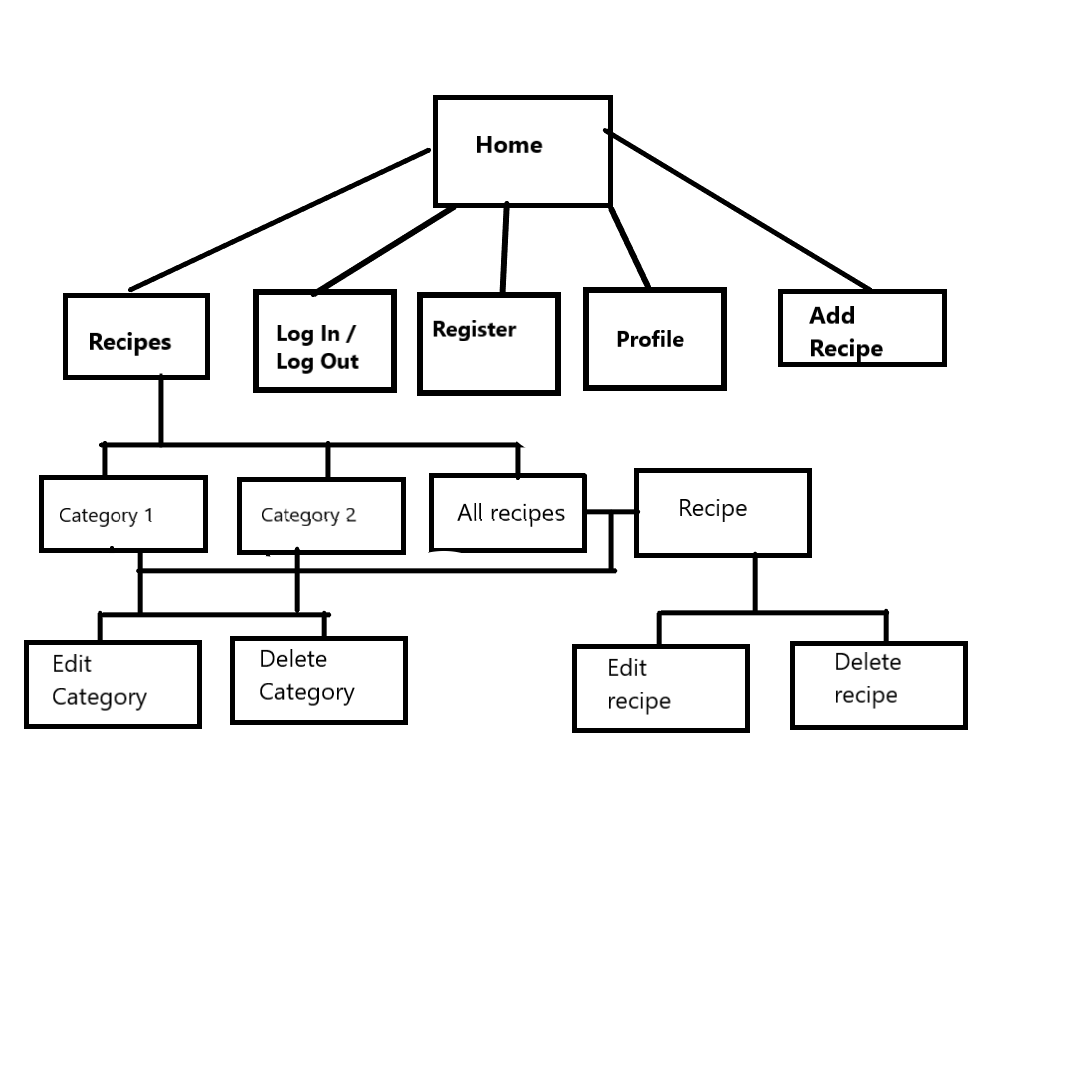 Home
Recipes
Log In /
Log Out
Register
Profile
Add
Recipe
Category 1
Category 2
All recipes
Recipe
Edit
Category
Delete
Category
Edit
recipe
Delete
recipe